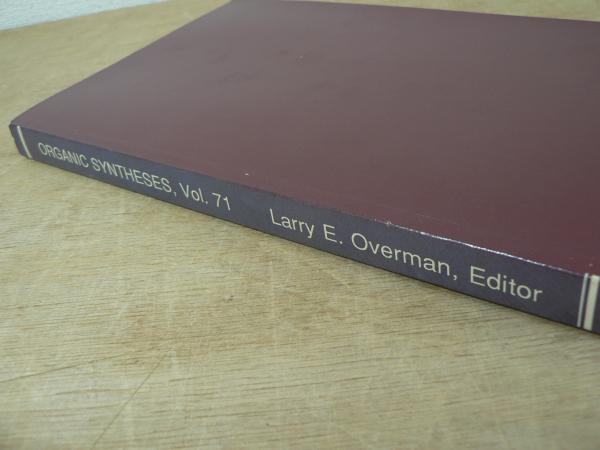 ORGANIC SYNTHESES, Vol. 71 Larry E. Overman, Editor